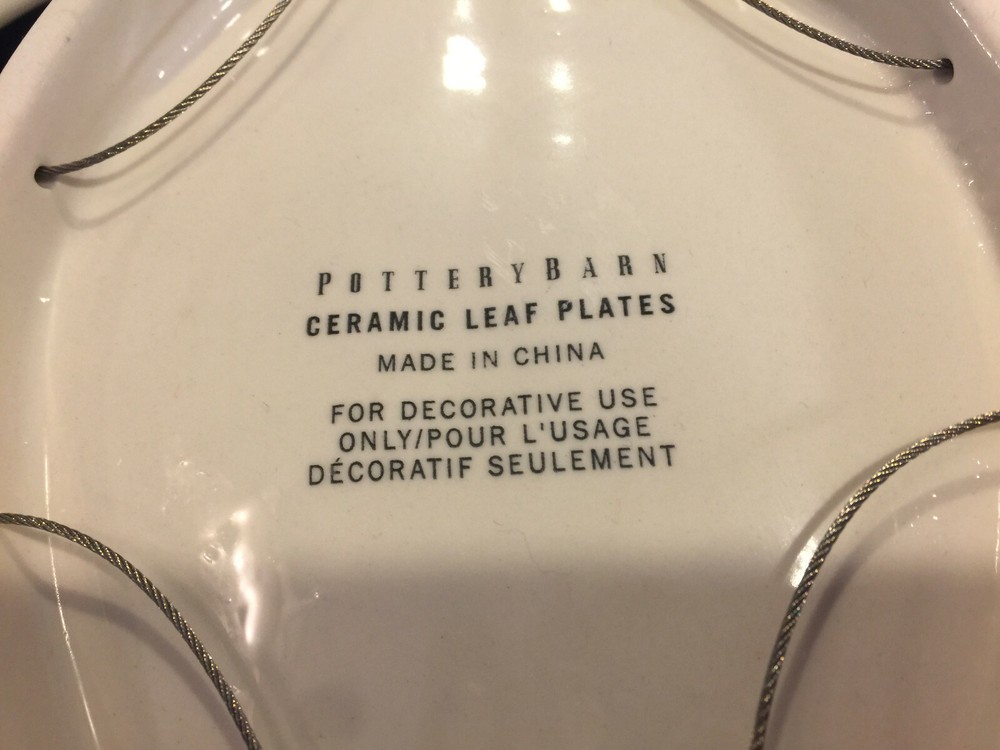 POTTERYBARN
CERAMIC LEAF PLATES
MADE IN CHINA
FOR DECORATIVE USE
ONLY/POUR L'USAGE
DÉCORATIF SEULEMENT